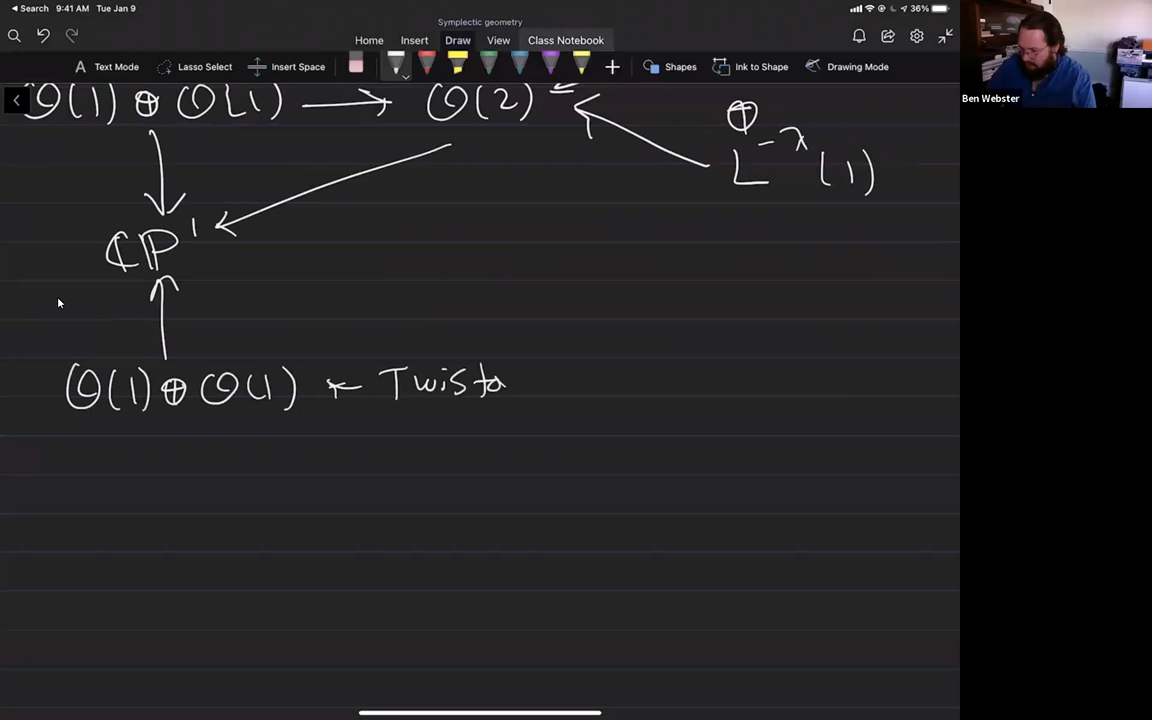 Search 9:41 AM Tue Jan 9
36%
Symplectic geometry
Home Insert Draw View Class Notebook
Text Mode Lasso Select Insert Space Shapes Ink to Shape Drawing Mode
Ben Webster
O(1) ⊕ O(1) → O(2)
⊕
L^-λ (1)
CP^1
O(1) ⊕ O(1) ← Twisto